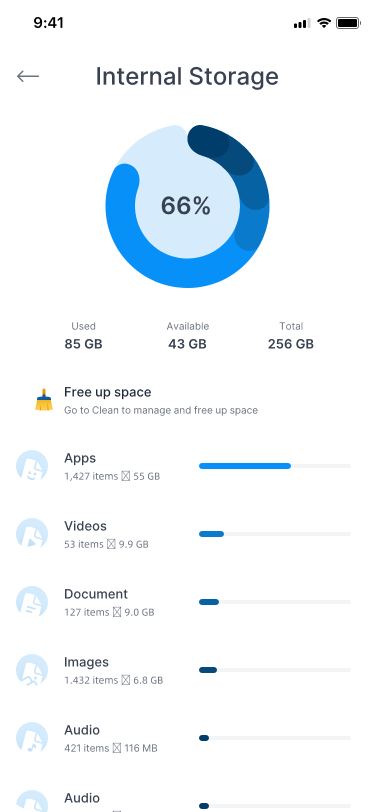 9:41
Internal Storage
66%
Used Available Total
85 GB 43 GB 256 GB
Free up space
Go to Clean to manage and free up space
Apps
1,427 items 55 GB
Videos
53 items 9.9 GB
Document
127 items 9.0 GB
Images
1.432 items 6.8 GB
Audio
421 items 116 MB
Audio